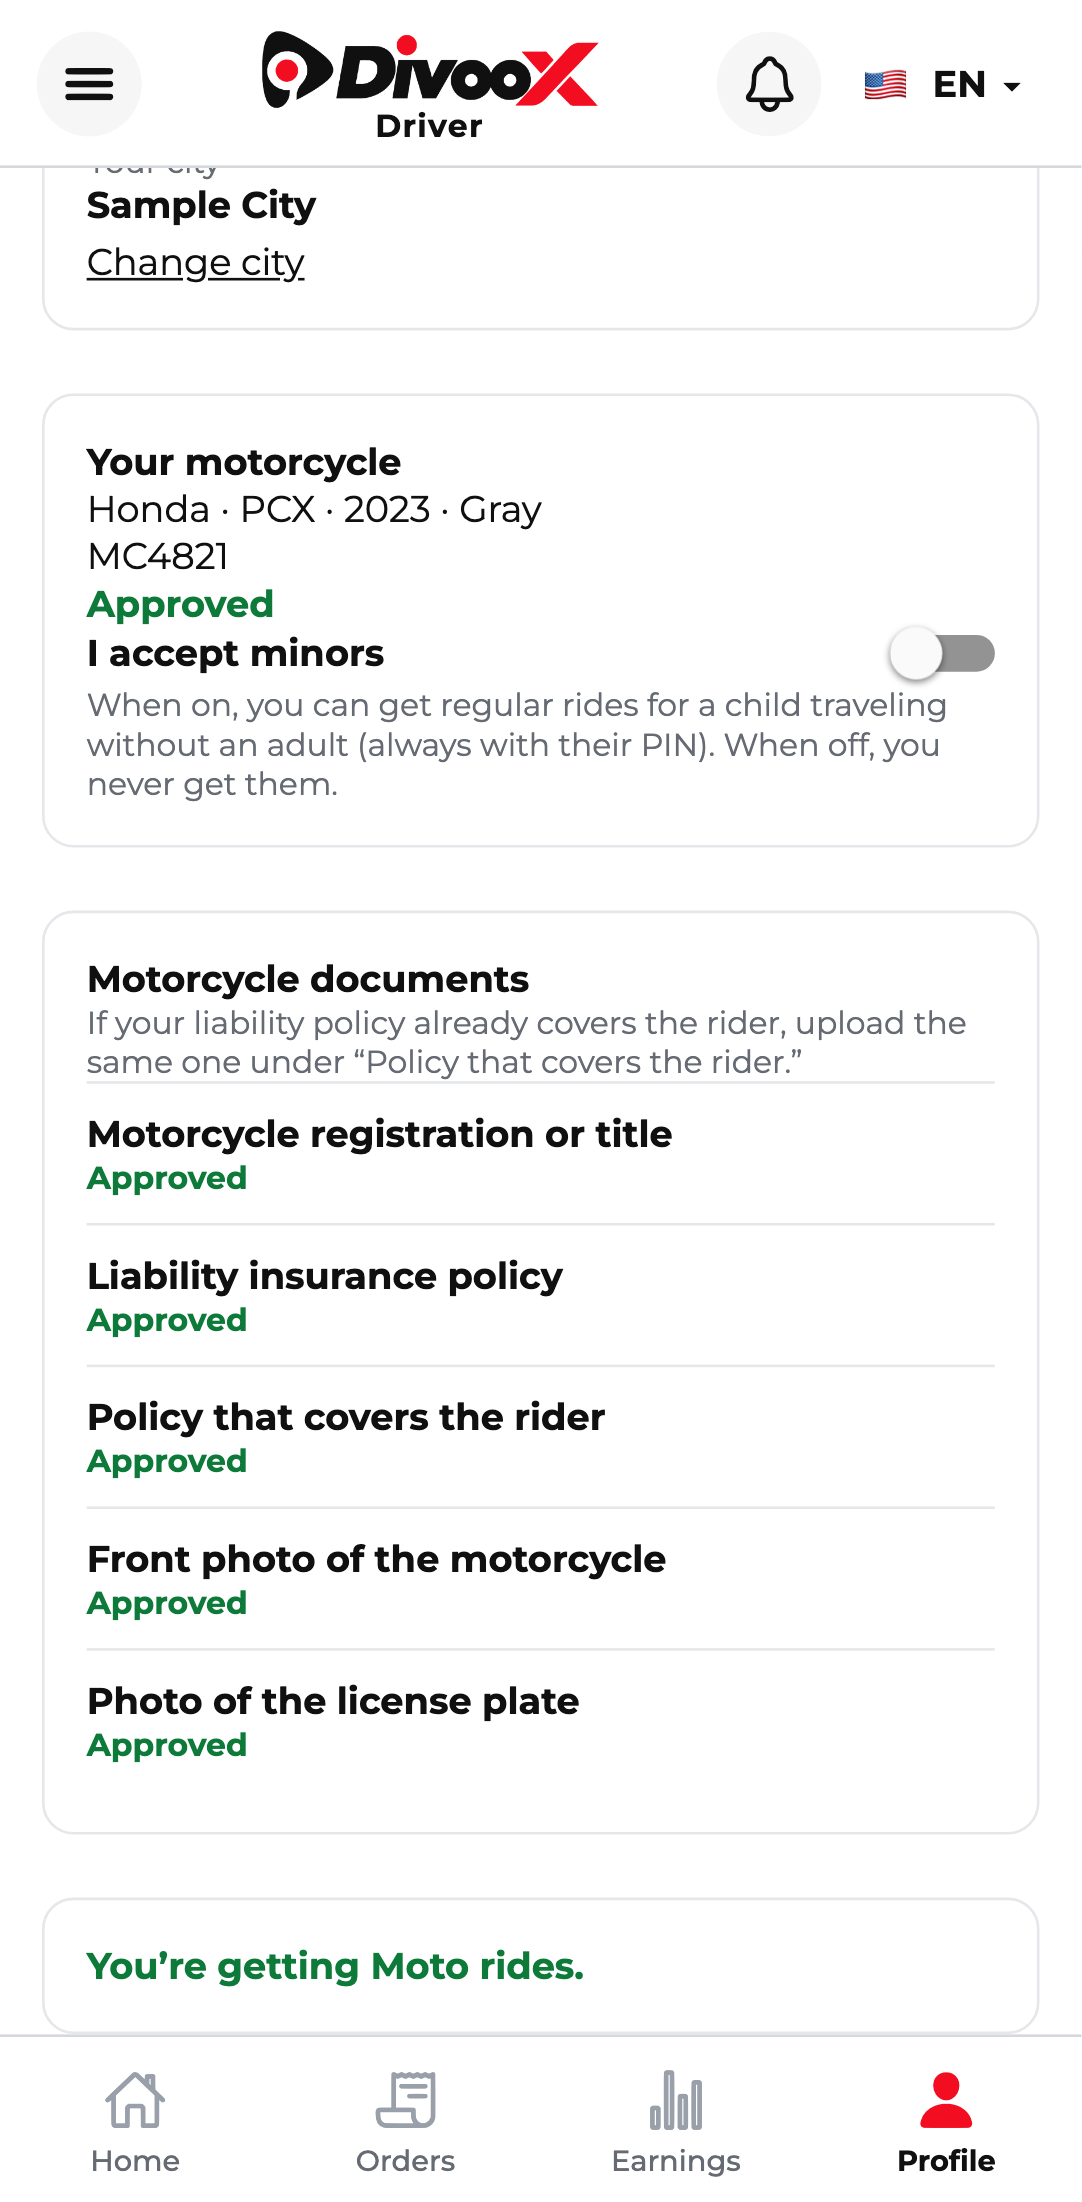 DivooX
Driver
EN
Your city
Sample City
Change city
Your motorcycle
Honda · PCX · 2023 · Gray
MC4821
Approved
I accept minors
When on, you can get regular rides for a child traveling
without an adult (always with their PIN). When off, you
never get them.
Motorcycle documents
If your liability policy already covers the rider, upload the
same one under “Policy that covers the rider.”
Motorcycle registration or title
Approved
Liability insurance policy
Approved
Policy that covers the rider
Approved
Front photo of the motorcycle
Approved
Photo of the license plate
Approved
You’re getting Moto rides.
Home
Orders
Earnings
Profile